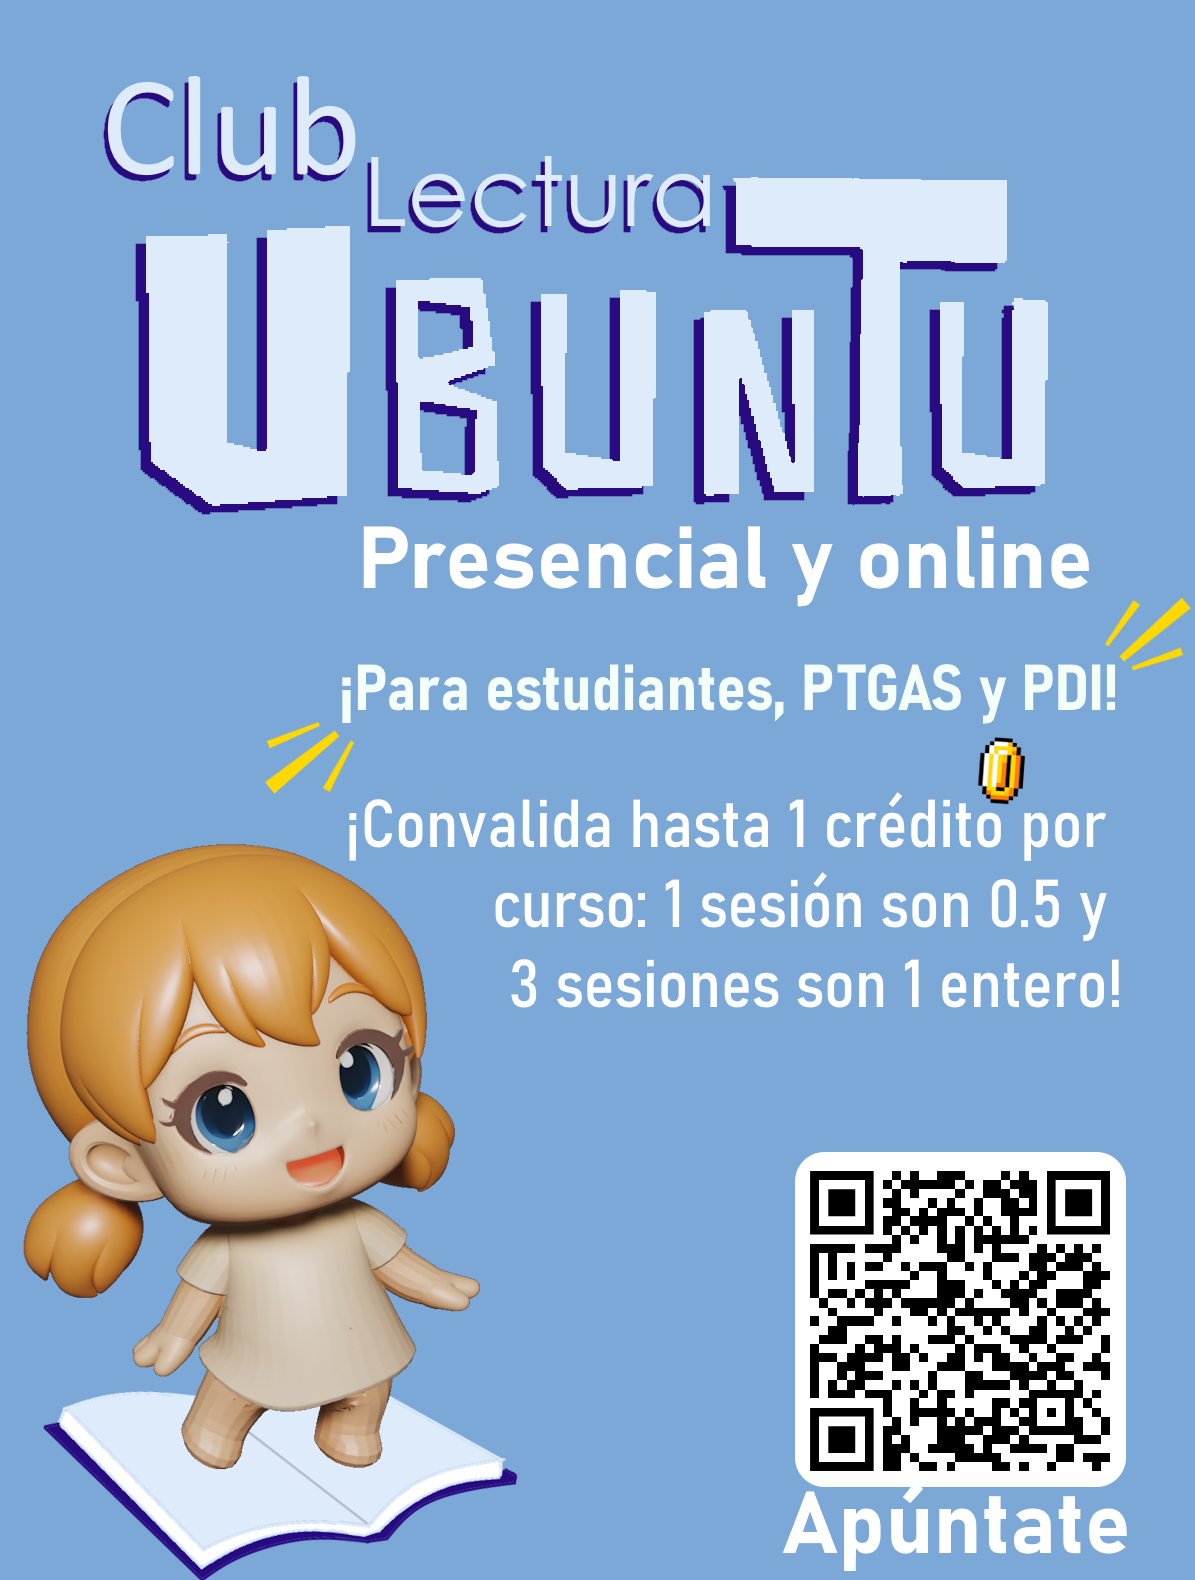 Club
Lectura
UBUNTU
Presencial y online
¡Para estudiantes, PTGAS y PDI!
¡Convalida hasta 1 crédito por
curso: 1 sesión son 0.5 y
3 sesiones son 1 entero!
Apúntate